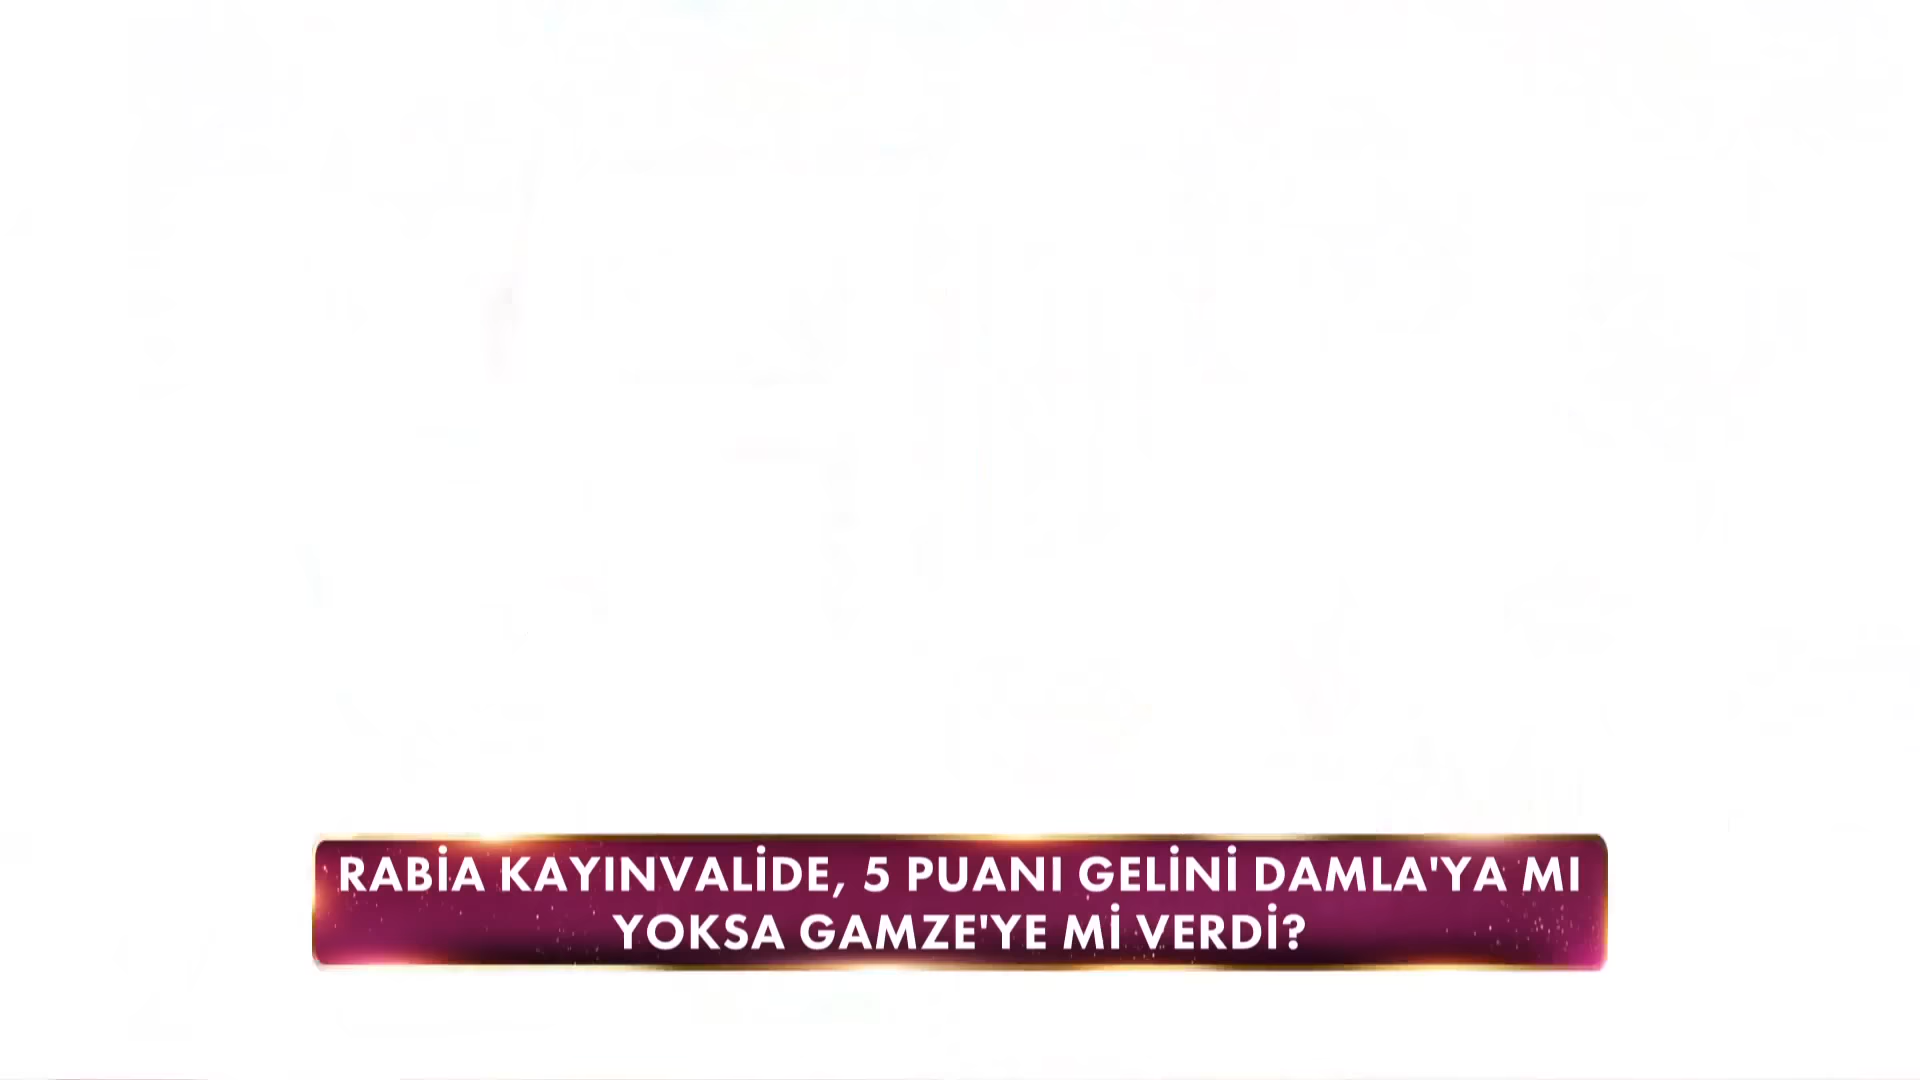 RABİA KAYINVALİDE, 5 PUANI GELİNİ DAMLA'YA MI
YOKSA GAMZE'YE Mİ VERDİ?